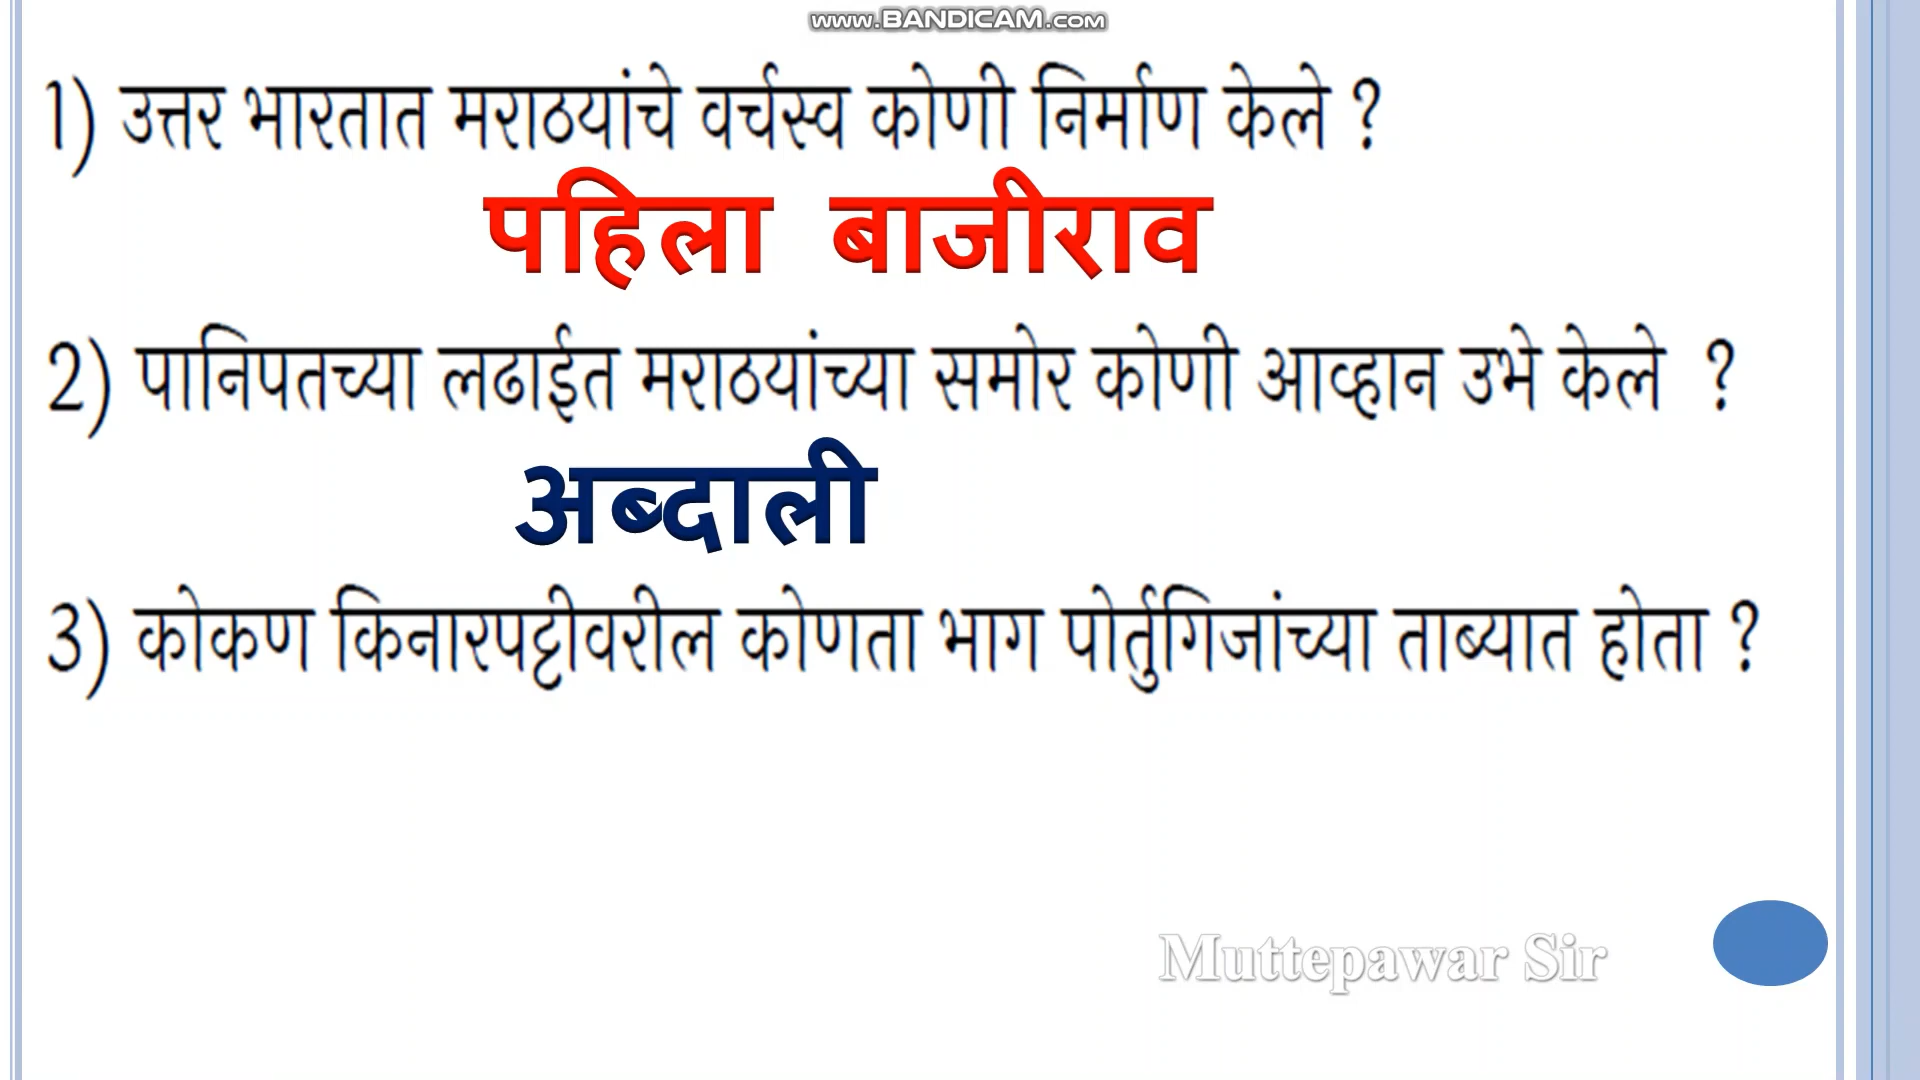 www.BANDICAM.com
1) उत्तर भारतात मराठयांचे वर्चस्व कोणी निर्माण केले ?
पहिला बाजीराव
2) पानिपतच्या लढाईत मराठयांच्या समोर कोणी आव्हान उभे केले ?
अब्दाली
3) कोकण किनारपट्टीवरील कोणता भाग पोर्तुगिजांच्या ताब्यात होता ?
Muttepawar Sir